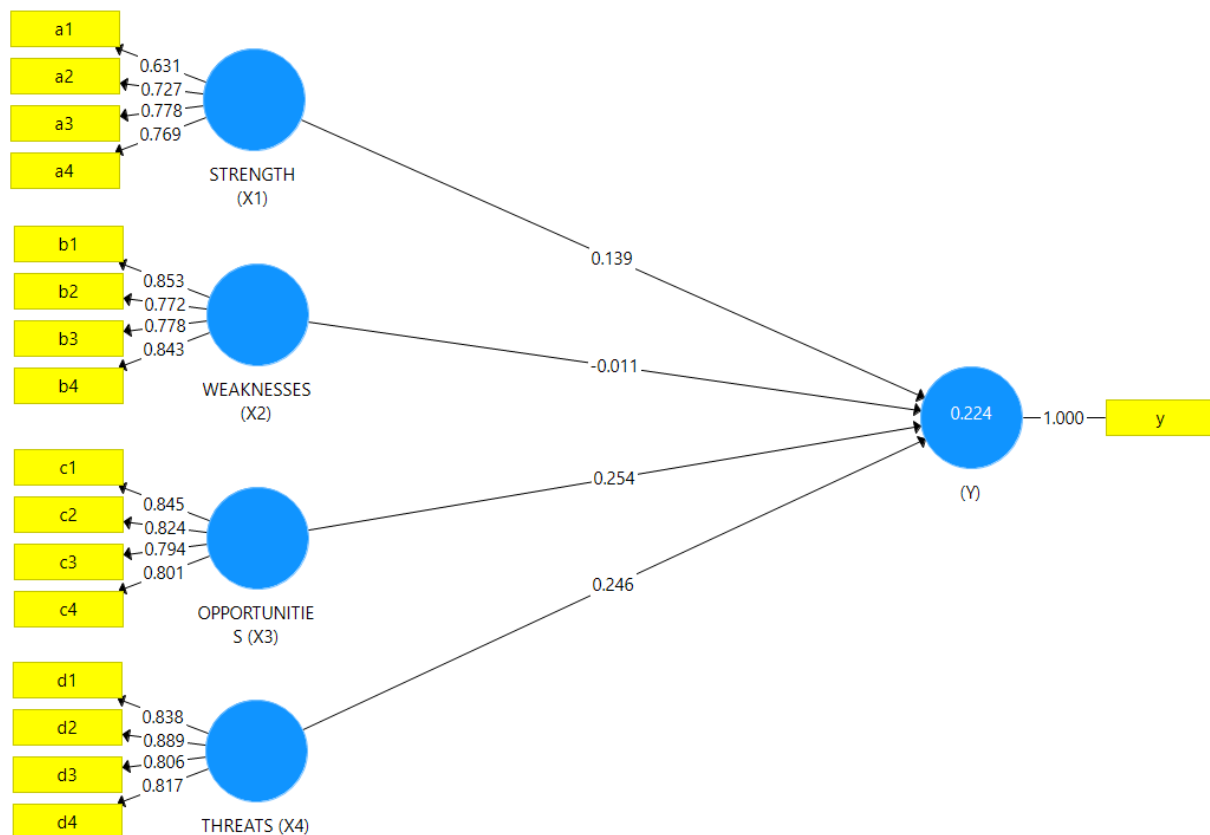 a1
a2
a3
a4
0.631
0.727
0.778
0.769
STRENGTH
(X1)
0.139
b1
b2
b3
b4
0.853
0.772
0.778
0.843
WEAKNESSES
(X2)
-0.011
c1
c2
c3
c4
0.845
0.824
0.794
0.801
OPPORTUNITIE
S (X3)
0.254
d1
d2
d3
d4
0.838
0.889
0.806
0.817
THREATS (X4)
0.246
0.224
(Y)
1.000
y